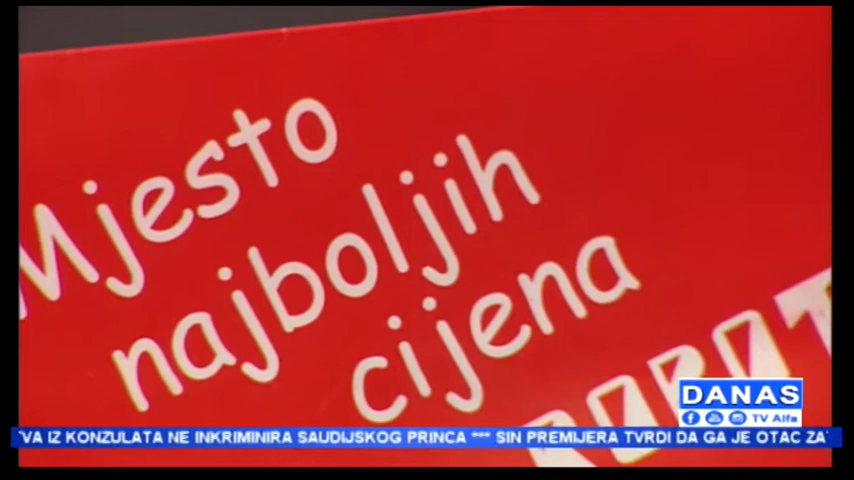 Mjesto
najboljih
cijena
ROBOT
DANAS
TV Alfa
VA IZ KONZULATA NE INKRIMINIRA SAUDIJSKOG PRINCA *** SIN PREMIJERA TVRDI DA GA JE OTAC ZA